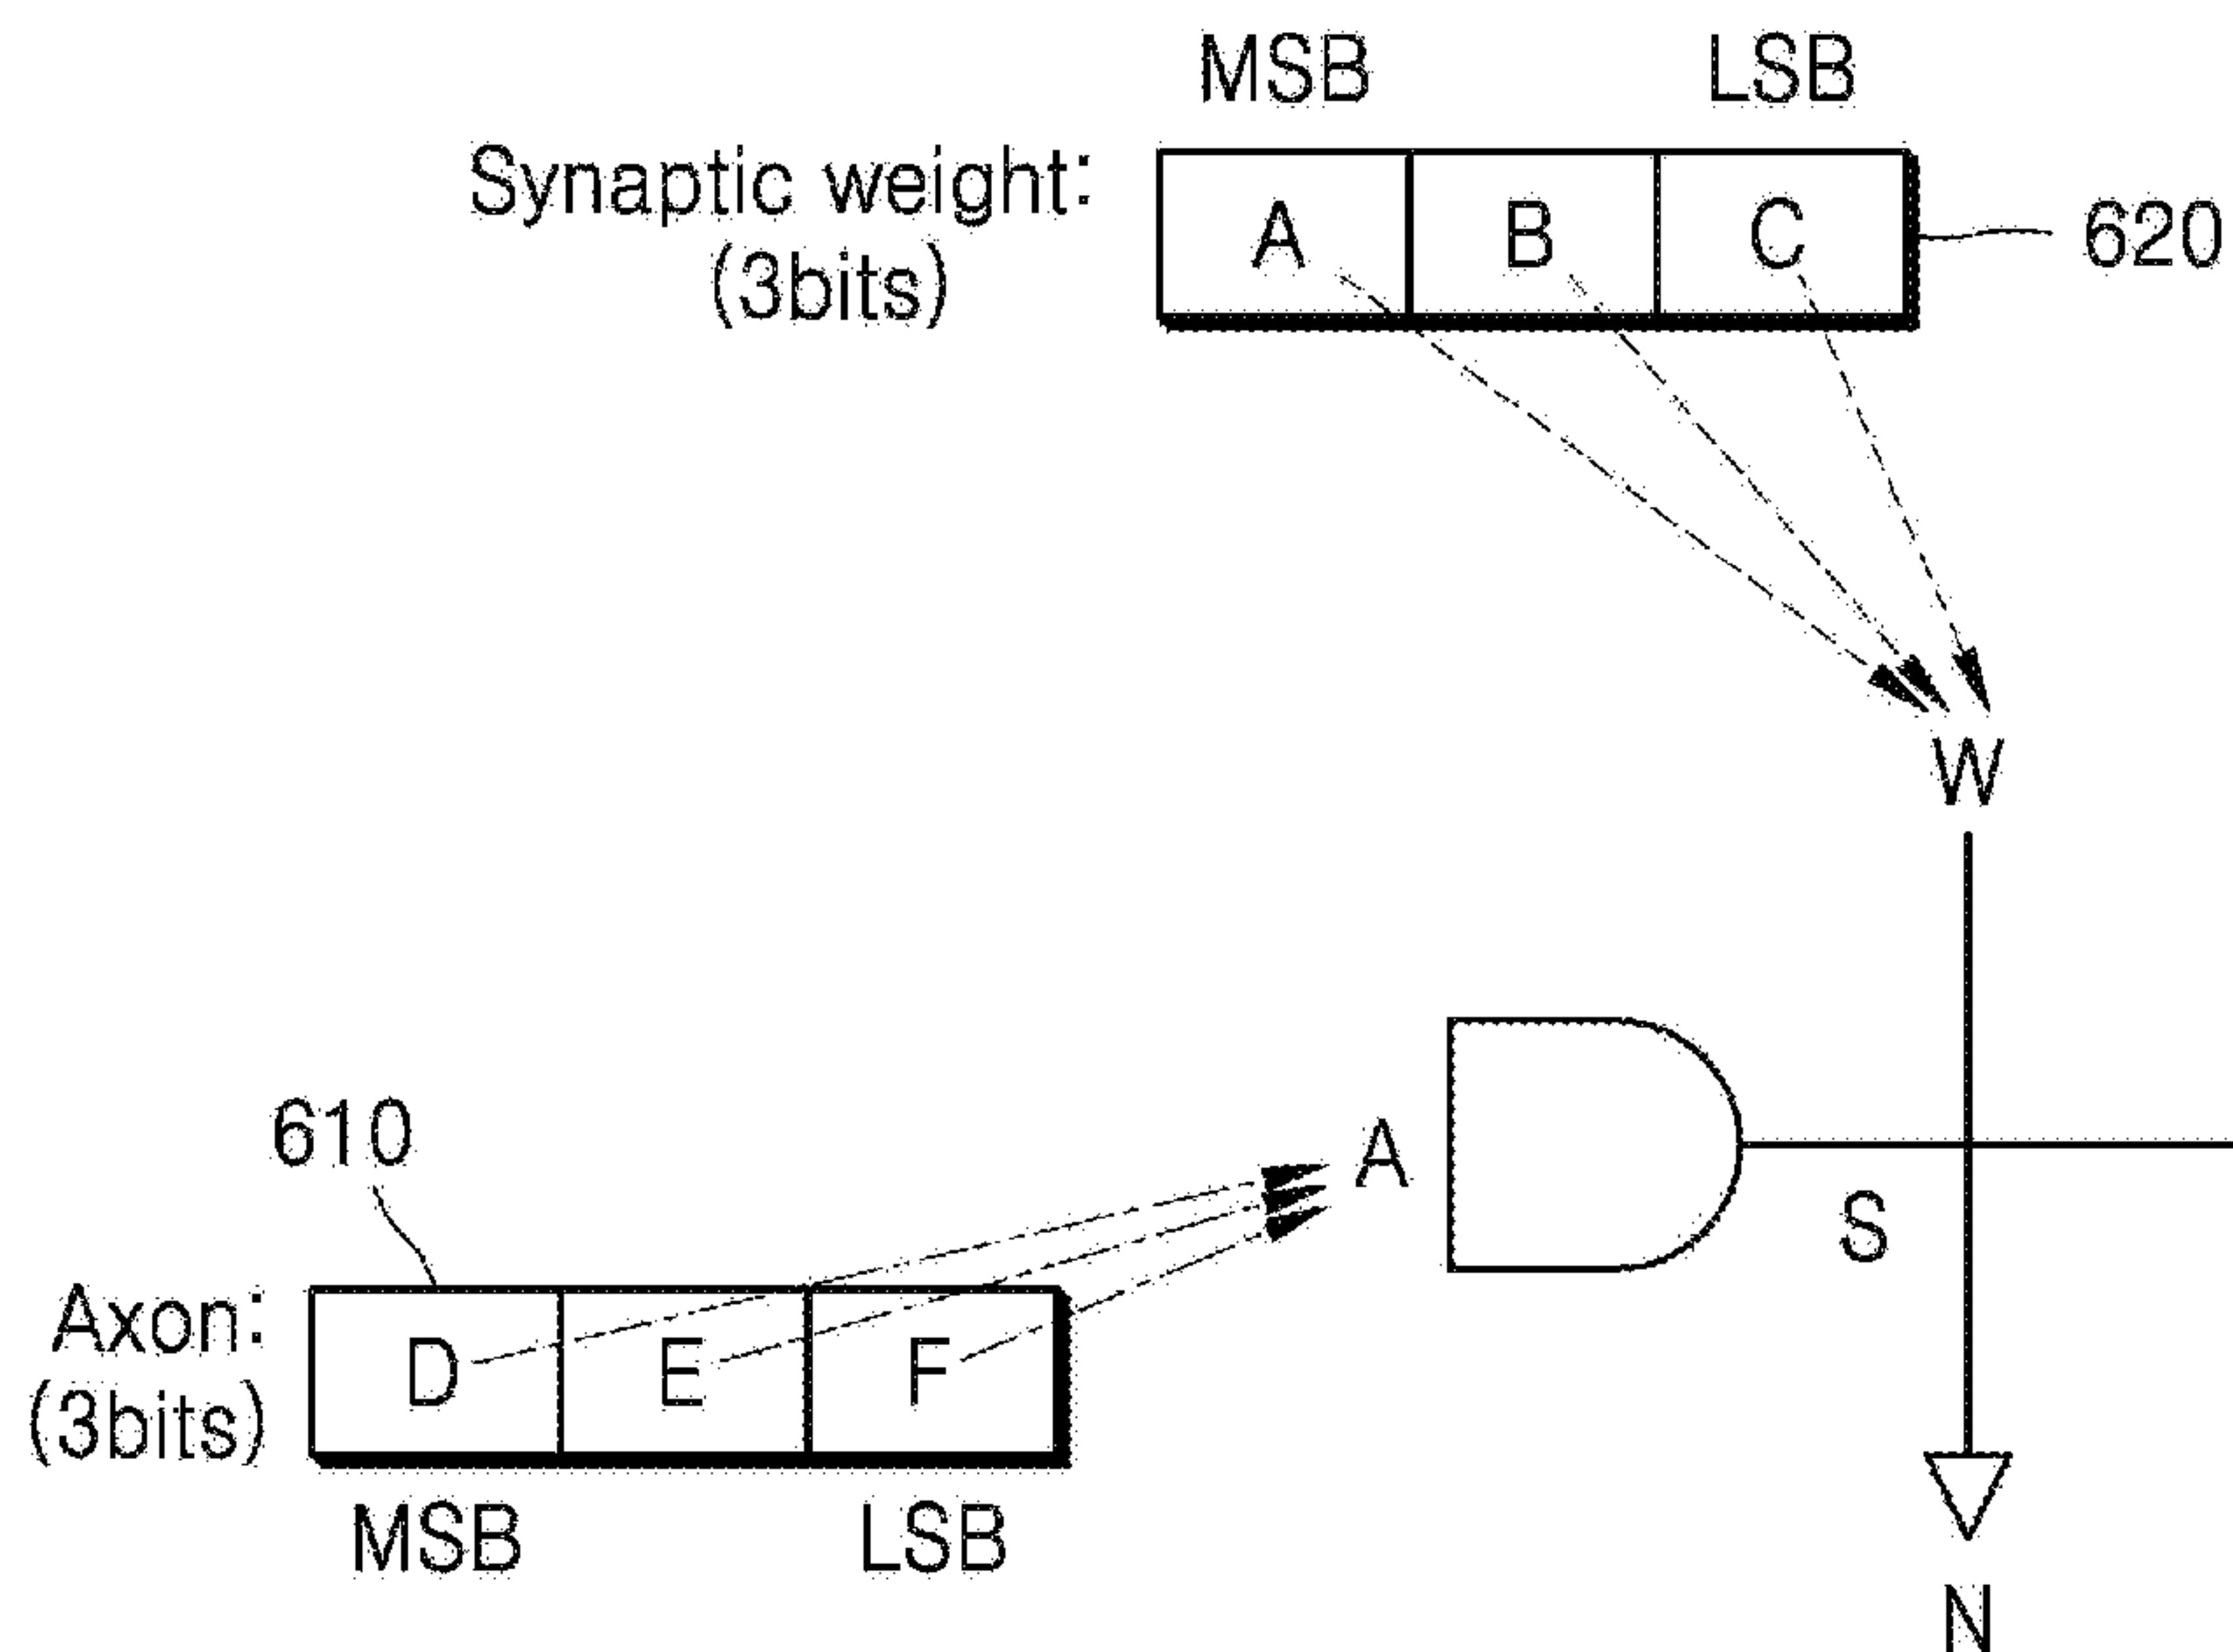 MSB LSB
Synaptic weight:
(3bits)
A B C
620
W
610
A
S
Axon:
(3bits)
D E F
MSB LSB
N